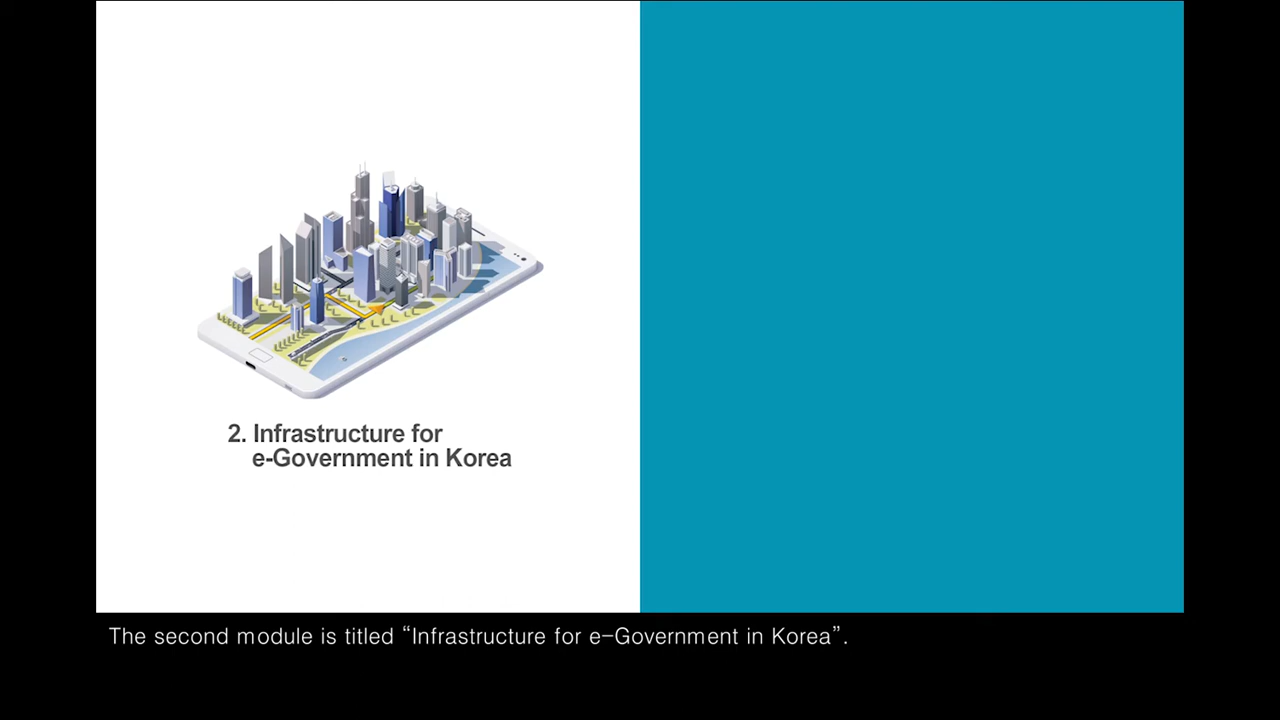 2. Infrastructure for
e-Government in Korea
The second module is titled “Infrastructure for e-Government in Korea”.